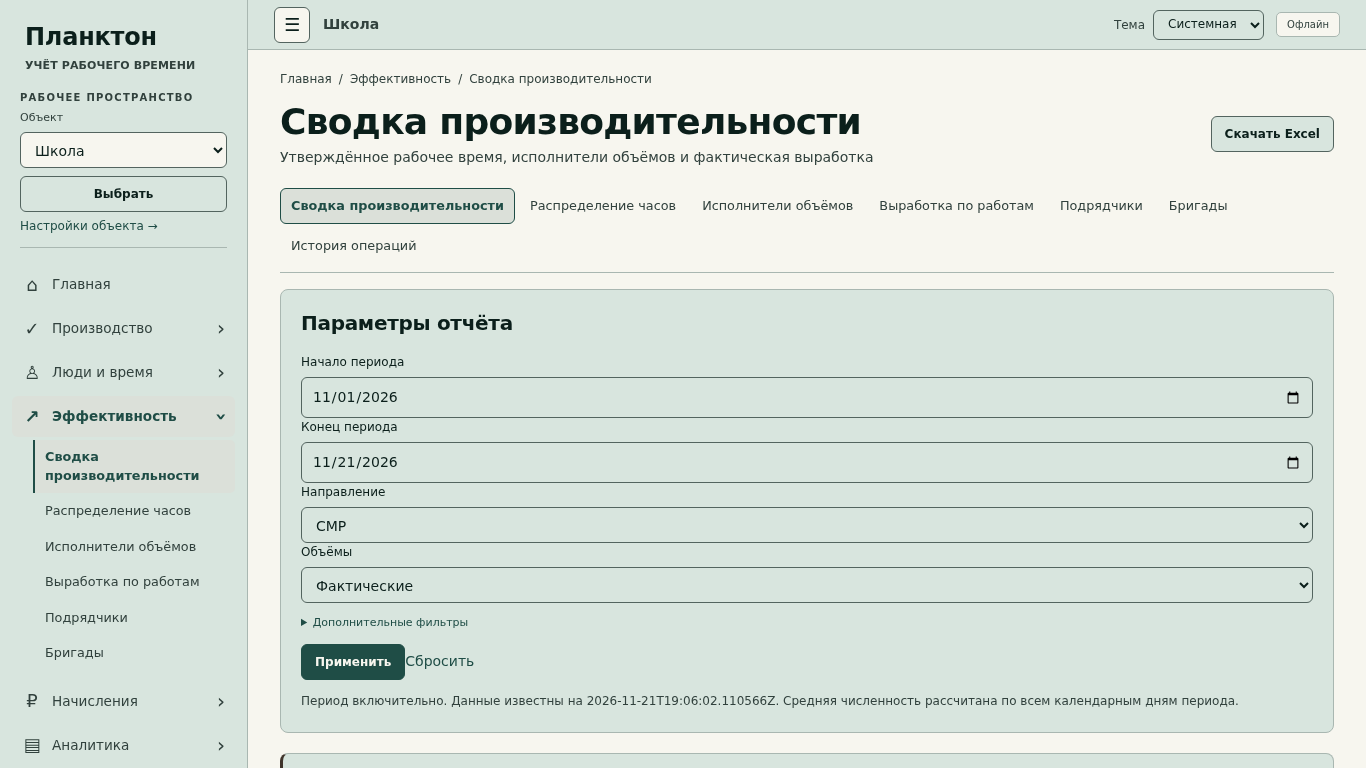 Планктон
УЧЁТ РАБОЧЕГО ВРЕМЕНИ
РАБОЧЕЕ ПРОСТРАНСТВО
Объект
Школа
Выбрать
Настройки объекта →
Главная
Производство
Люди и время
Эффективность
Сводка
производительности
Распределение часов
Исполнители объёмов
Выработка по работам
Подрядчики
Бригады
Начисления
Аналитика
Школа
Тема
Системная
Офлайн
Главная / Эффективность / Сводка производительности
Сводка производительности
Утверждённое рабочее время, исполнители объёмов и фактическая выработка
Скачать Excel
Сводка производительности Распределение часов Исполнители объёмов Выработка по работам Подрядчики Бригады
История операций
Параметры отчёта
Начало периода
11/01/2026
Конец периода
11/21/2026
Направление
СМР
Объёмы
Фактические
Дополнительные фильтры
Применить Сбросить
Период включительно. Данные известны на 2026-11-21T19:06:02.110566Z. Средняя численность рассчитана по всем календарным дням периода.